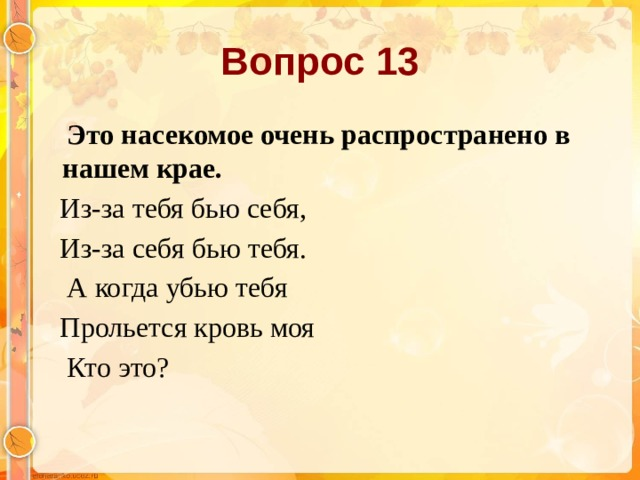 Вопрос 13
Это насекомое очень распространено в
нашем крае.
Из-за тебя бью себя,
Из-за себя бью тебя.
А когда убью тебя
Прольется кровь моя
Кто это?